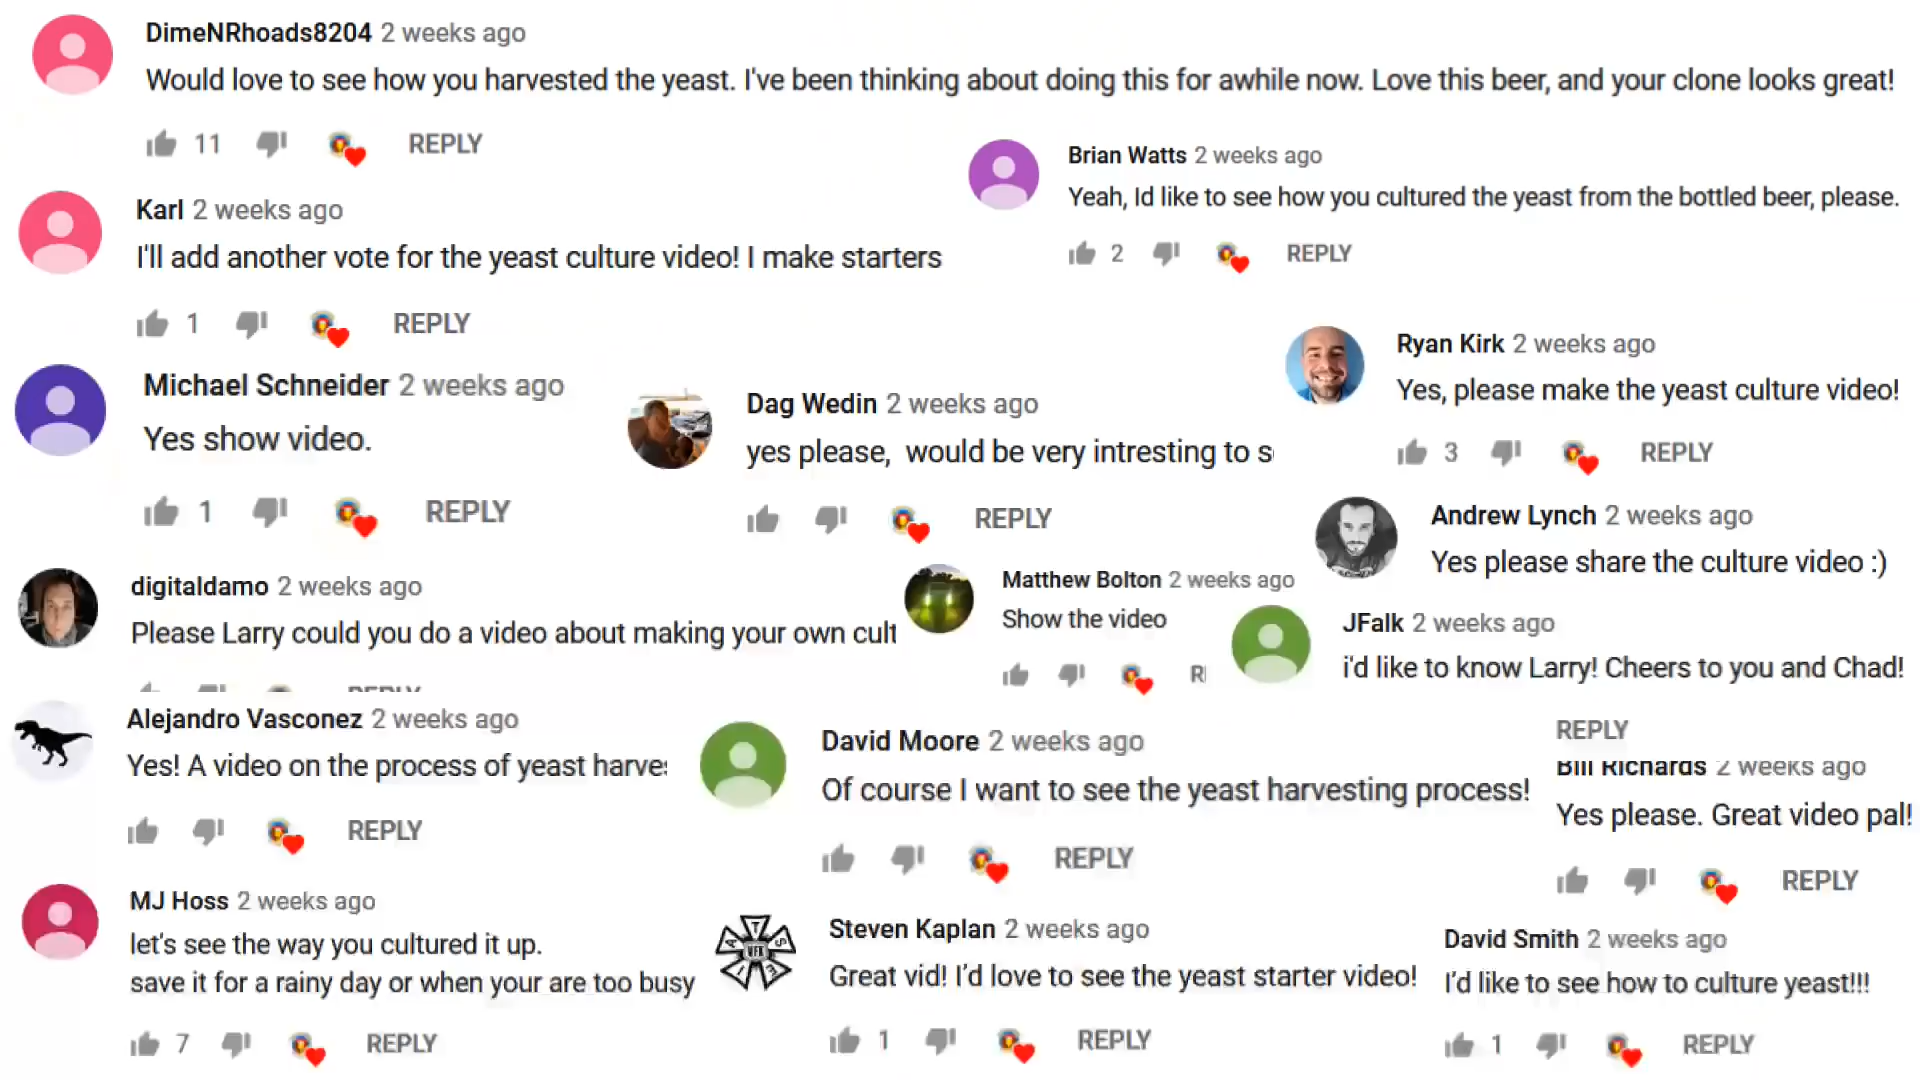 DimeNRhoads8204 2 weeks ago
Would love to see how you harvested the yeast. I've been thinking about doing this for awhile now. Love this beer, and your clone looks great!
11 REPLY
Brian Watts 2 weeks ago
Yeah, Id like to see how you cultured the yeast from the bottled beer, please.
2 REPLY
Karl 2 weeks ago
I'll add another vote for the yeast culture video! I make starters
1 REPLY
Ryan Kirk 2 weeks ago
Yes, please make the yeast culture video!
3 REPLY
Michael Schneider 2 weeks ago
Yes show video.
1 REPLY
Dag Wedin 2 weeks ago
yes please, would be very intresting to s
REPLY
Andrew Lynch 2 weeks ago
Yes please share the culture video :)
digitaldamo 2 weeks ago
Please Larry could you do a video about making your own cult
REPLY
Matthew Bolton 2 weeks ago
Show the video
R
JFalk 2 weeks ago
i'd like to know Larry! Cheers to you and Chad!
REPLY
Alejandro Vasconez 2 weeks ago
Yes! A video on the process of yeast harve
REPLY
David Moore 2 weeks ago
Of course I want to see the yeast harvesting process!
REPLY
Bill Richards 2 weeks ago
Yes please. Great video pal!
REPLY
MJ Hoss 2 weeks ago
let's see the way you cultured it up.
save it for a rainy day or when your are too busy
7 REPLY
Steven Kaplan 2 weeks ago
Great vid! I'd love to see the yeast starter video!
1 REPLY
David Smith 2 weeks ago
I'd like to see how to culture yeast!!!
1 REPLY